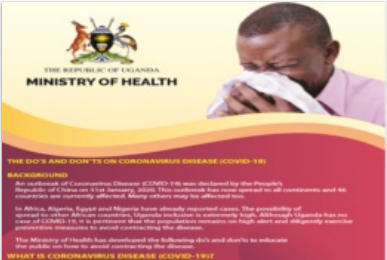 THE REPUBLIC OF UGANDA
MINISTRY OF HEALTH
THE DO'S AND DON'TS ON CORONAVIRUS DISEASE (COVID-19)
BACKGROUND
An outbreak of Coronavirus Disease (COVID-19) was declared by the People's
Republic of China on 31st January, 2020. This outbreak has now spread to all continents and 46
countries are currently affected. Many others may be affected too.
In Africa, Algeria, Egypt and Nigeria have already reported cases. The possibility of
spread to other African countries, Uganda inclusive is extremely high. Although Uganda has no
case of COVID-19, it is pertinent that the population remains on high alert and diligently exercise
preventive measures to avoid contracting the disease.
The Ministry of Health has developed the following do's and don'ts to educate
the public on how to avoid contracting the disease.
WHAT IS CORONAVIRUS DISEASE (COVID-19)?